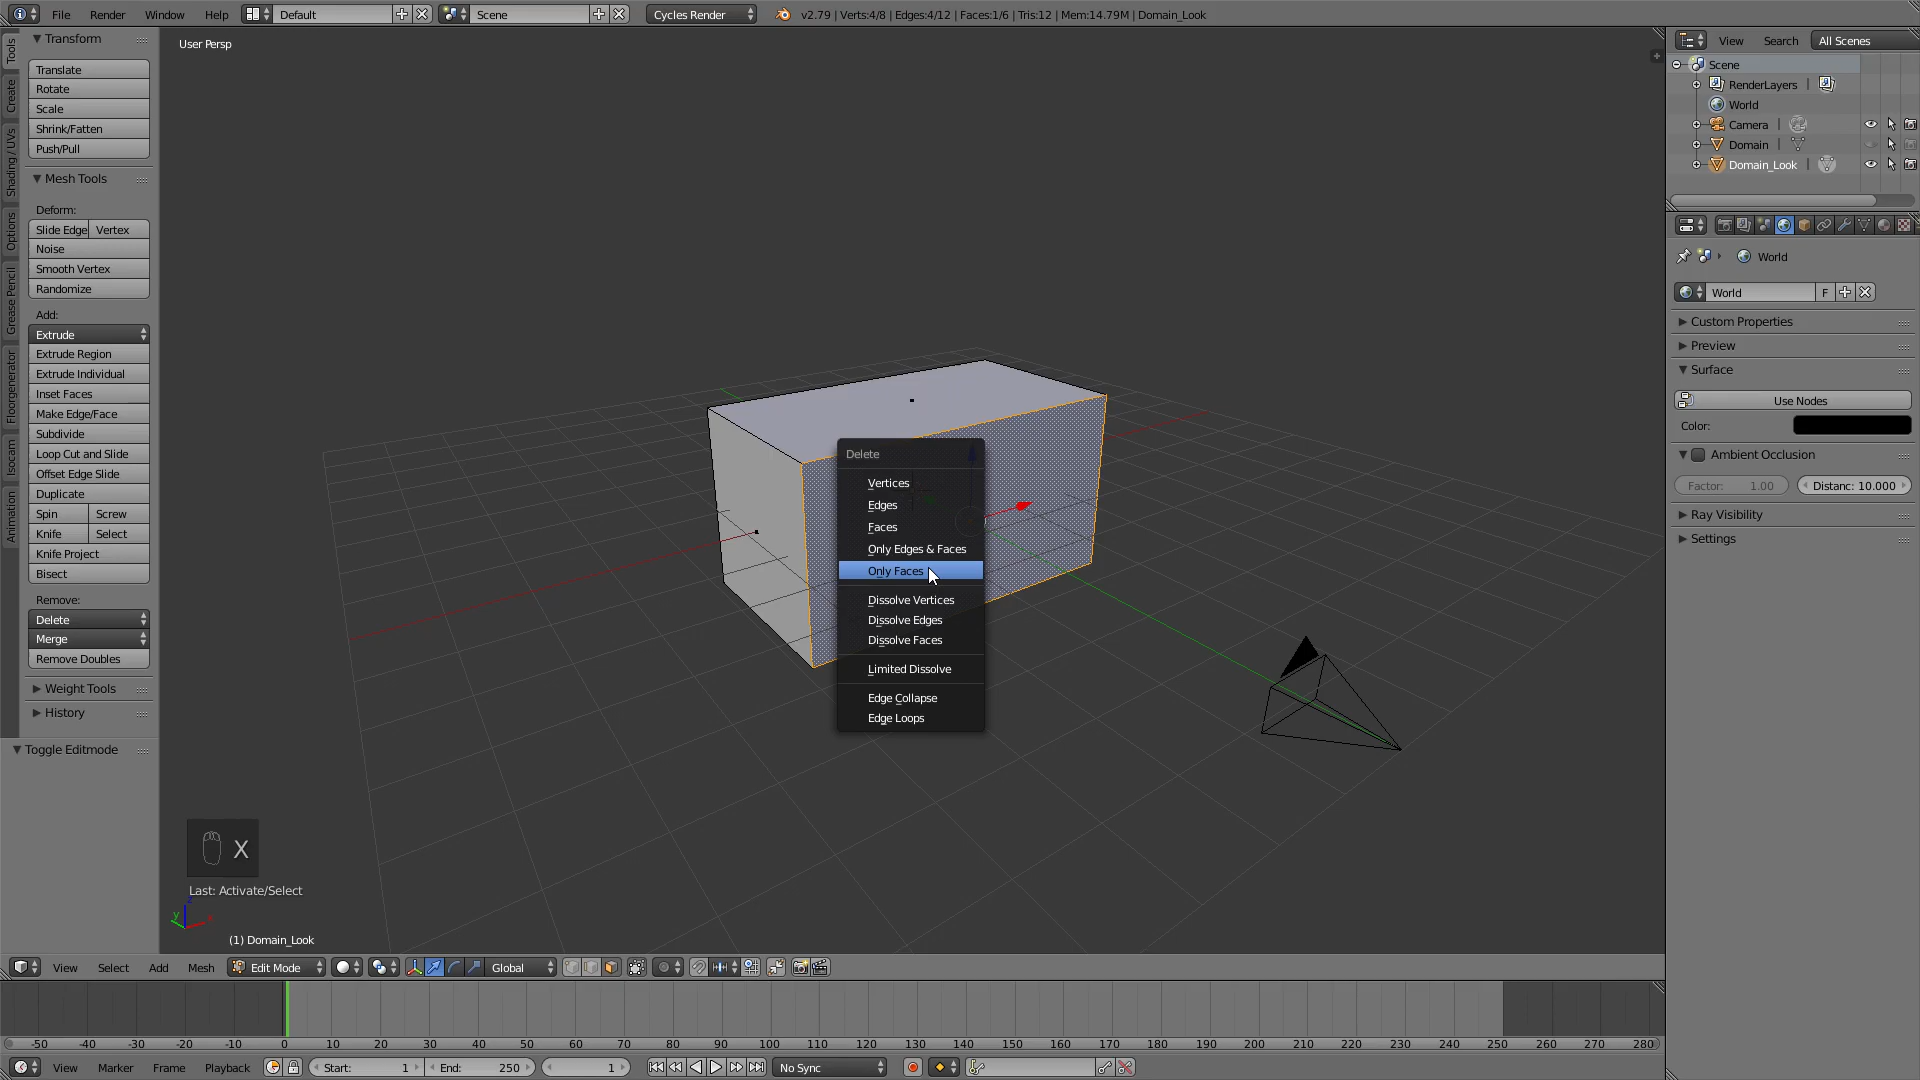 File Render Window Help Default Scene Cycles Render v2.79 | Verts:4/8 | Edges:4/12 | Faces:1/6 | Tris:12 | Mem:14.79M | Domain_Look
User Persp
Tools
Create
Shading / UVs
Options
Grease Pencil
Floorgenerator
Isocam
Animation
Transform
Translate
Rotate
Scale
Shrink/Fatten
Push/Pull
Mesh Tools
Deform:
Slide Edge Vertex
Noise
Smooth Vertex
Randomize
Add:
Extrude
Extrude Region
Extrude Individual
Inset Faces
Make Edge/Face
Subdivide
Loop Cut and Slide
Offset Edge Slide
Duplicate
Spin Screw
Knife Select
Knife Project
Bisect
Remove:
Delete
Merge
Remove Doubles
Weight Tools
History
Toggle Editmode
Delete
Vertices
Edges
Faces
Only Edges & Faces
Only Faces
Dissolve Vertices
Dissolve Edges
Dissolve Faces
Limited Dissolve
Edge Collapse
Edge Loops
X
Last: Activate/Select
z
y x
(1) Domain_Look
View Search All Scenes
Scene
RenderLayers |
World
Camera |
Domain |
Domain_Look |
World
World F
Custom Properties
Preview
Surface
Use Nodes
Color:
Ambient Occlusion
Factor: 1.00 Distanc: 10.000
Ray Visibility
Settings
View Select Add Mesh Edit Mode Global
-50 -40 -30 -20 -10 0 10 20 30 40 50 60 70 80 90 100 110 120 130 140 150 160 170 180 190 200 210 220 230 240 250 260 270 280
View Marker Frame Playback Start: 1 End: 250 1 No Sync